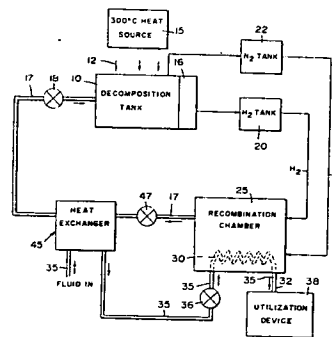 300°C HEAT
SOURCE
15
22
N2 TANK
12
16
10
17
18
DECOMPOSITION
TANK
H2 TANK
20
H2
25
47
17
HEAT
EXCHANGER
45
RECOMBINATION
CHAMBER
30
35
FLUID IN
35
35
32
38
36
35
UTILIZATION
DEVICE